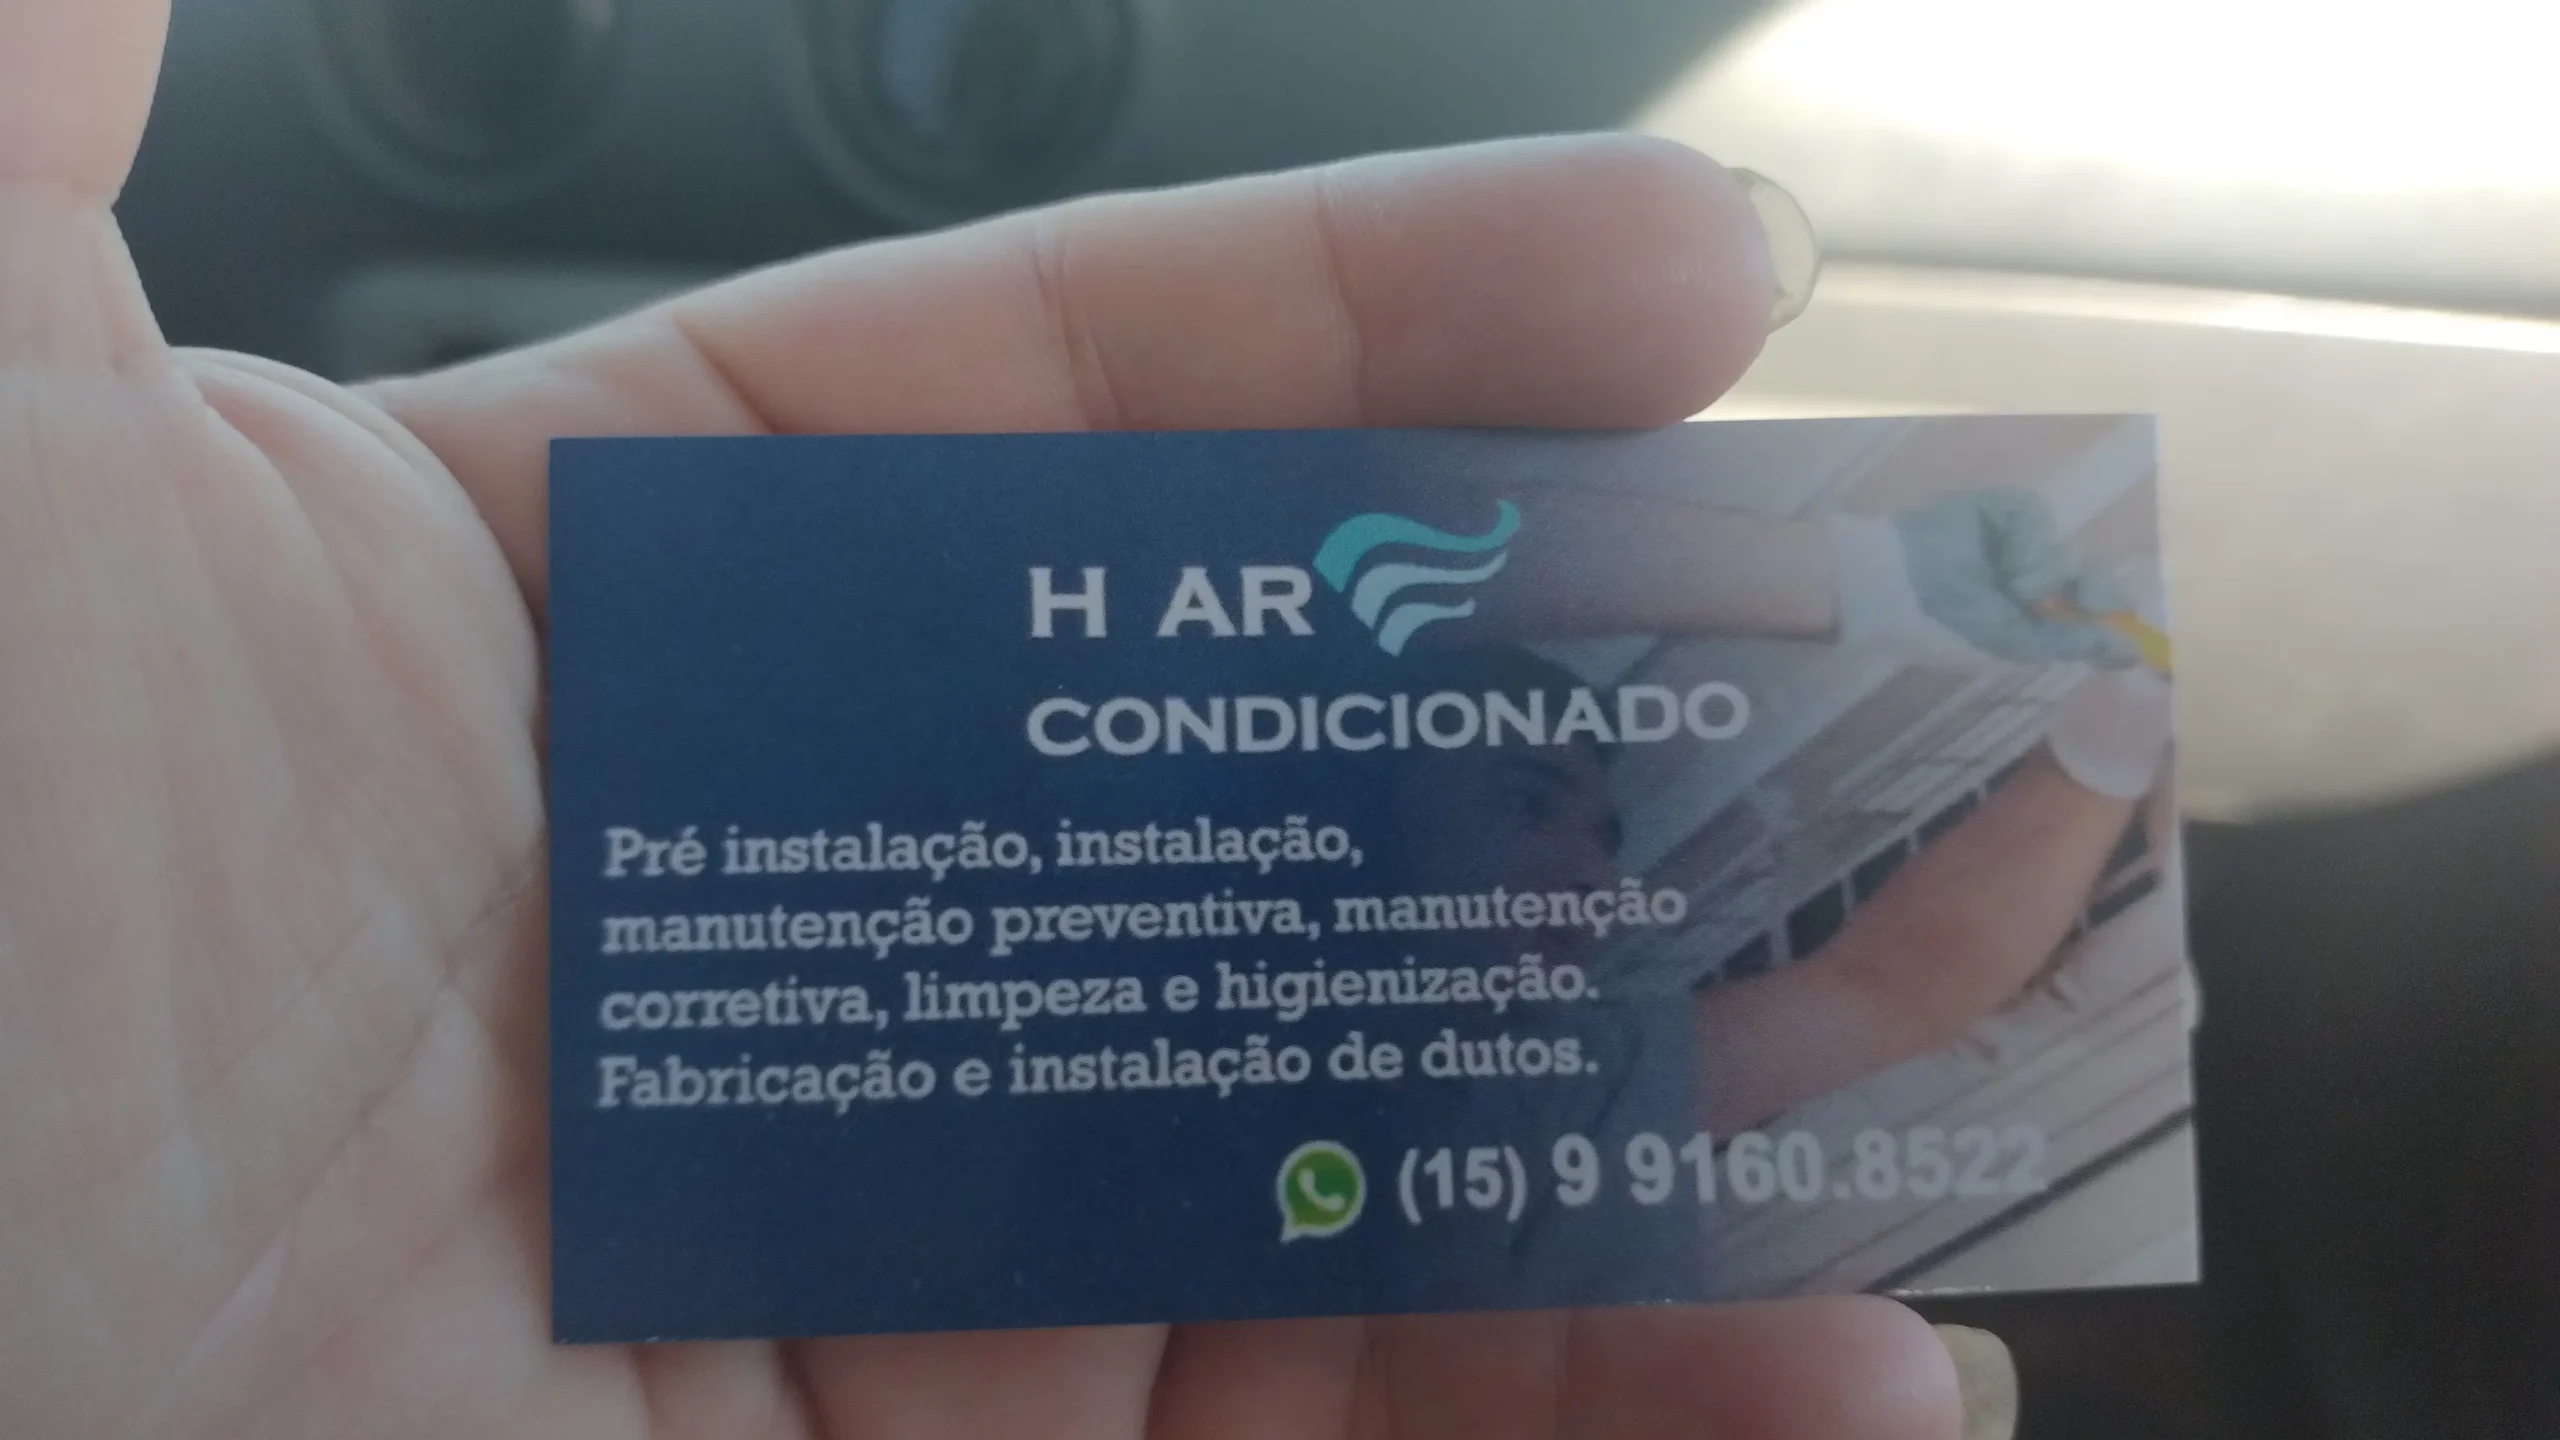 H AR
CONDICIONADO
Pré instalação, instalação,
manutenção preventiva, manutenção
corretiva, limpeza e higienização.
Fabricação e instalação de dutos.
(15) 9 9160.8522